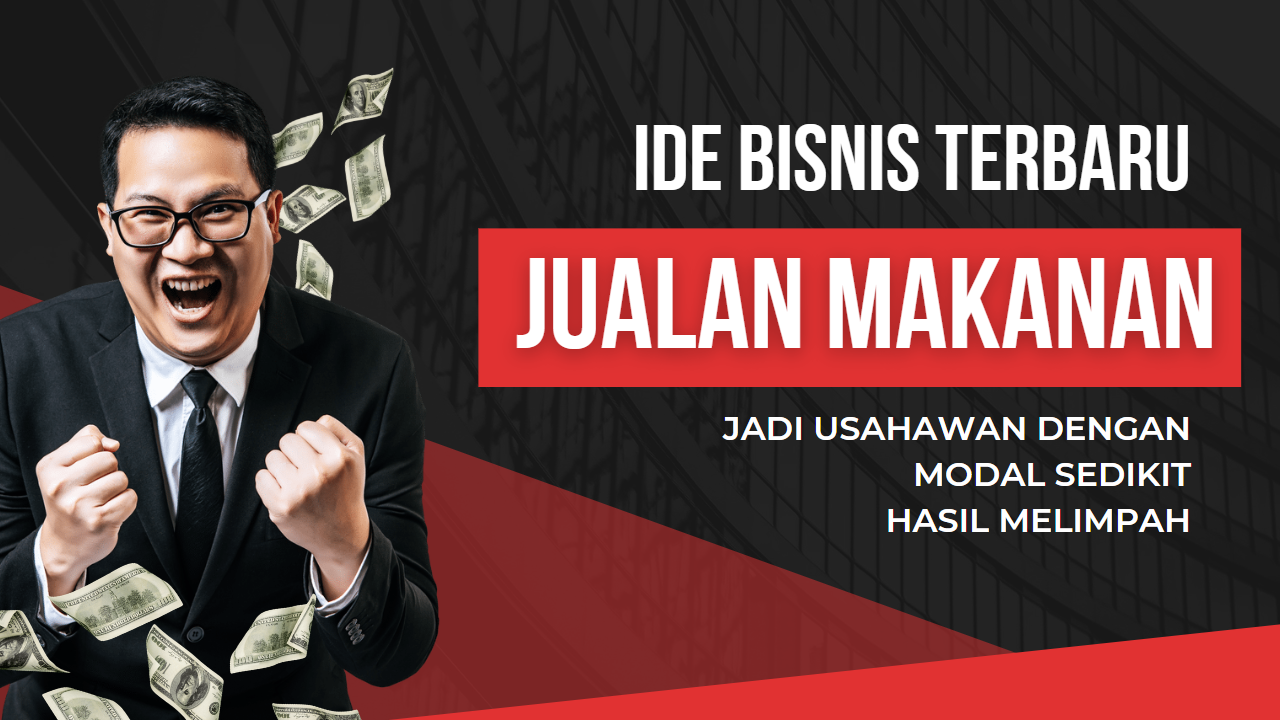 IDE BISNIS TERBARU
JUALAN MAKANAN
JADI USAHAWAN DENGAN
MODAL SEDIKIT
HASIL MELIMPAH